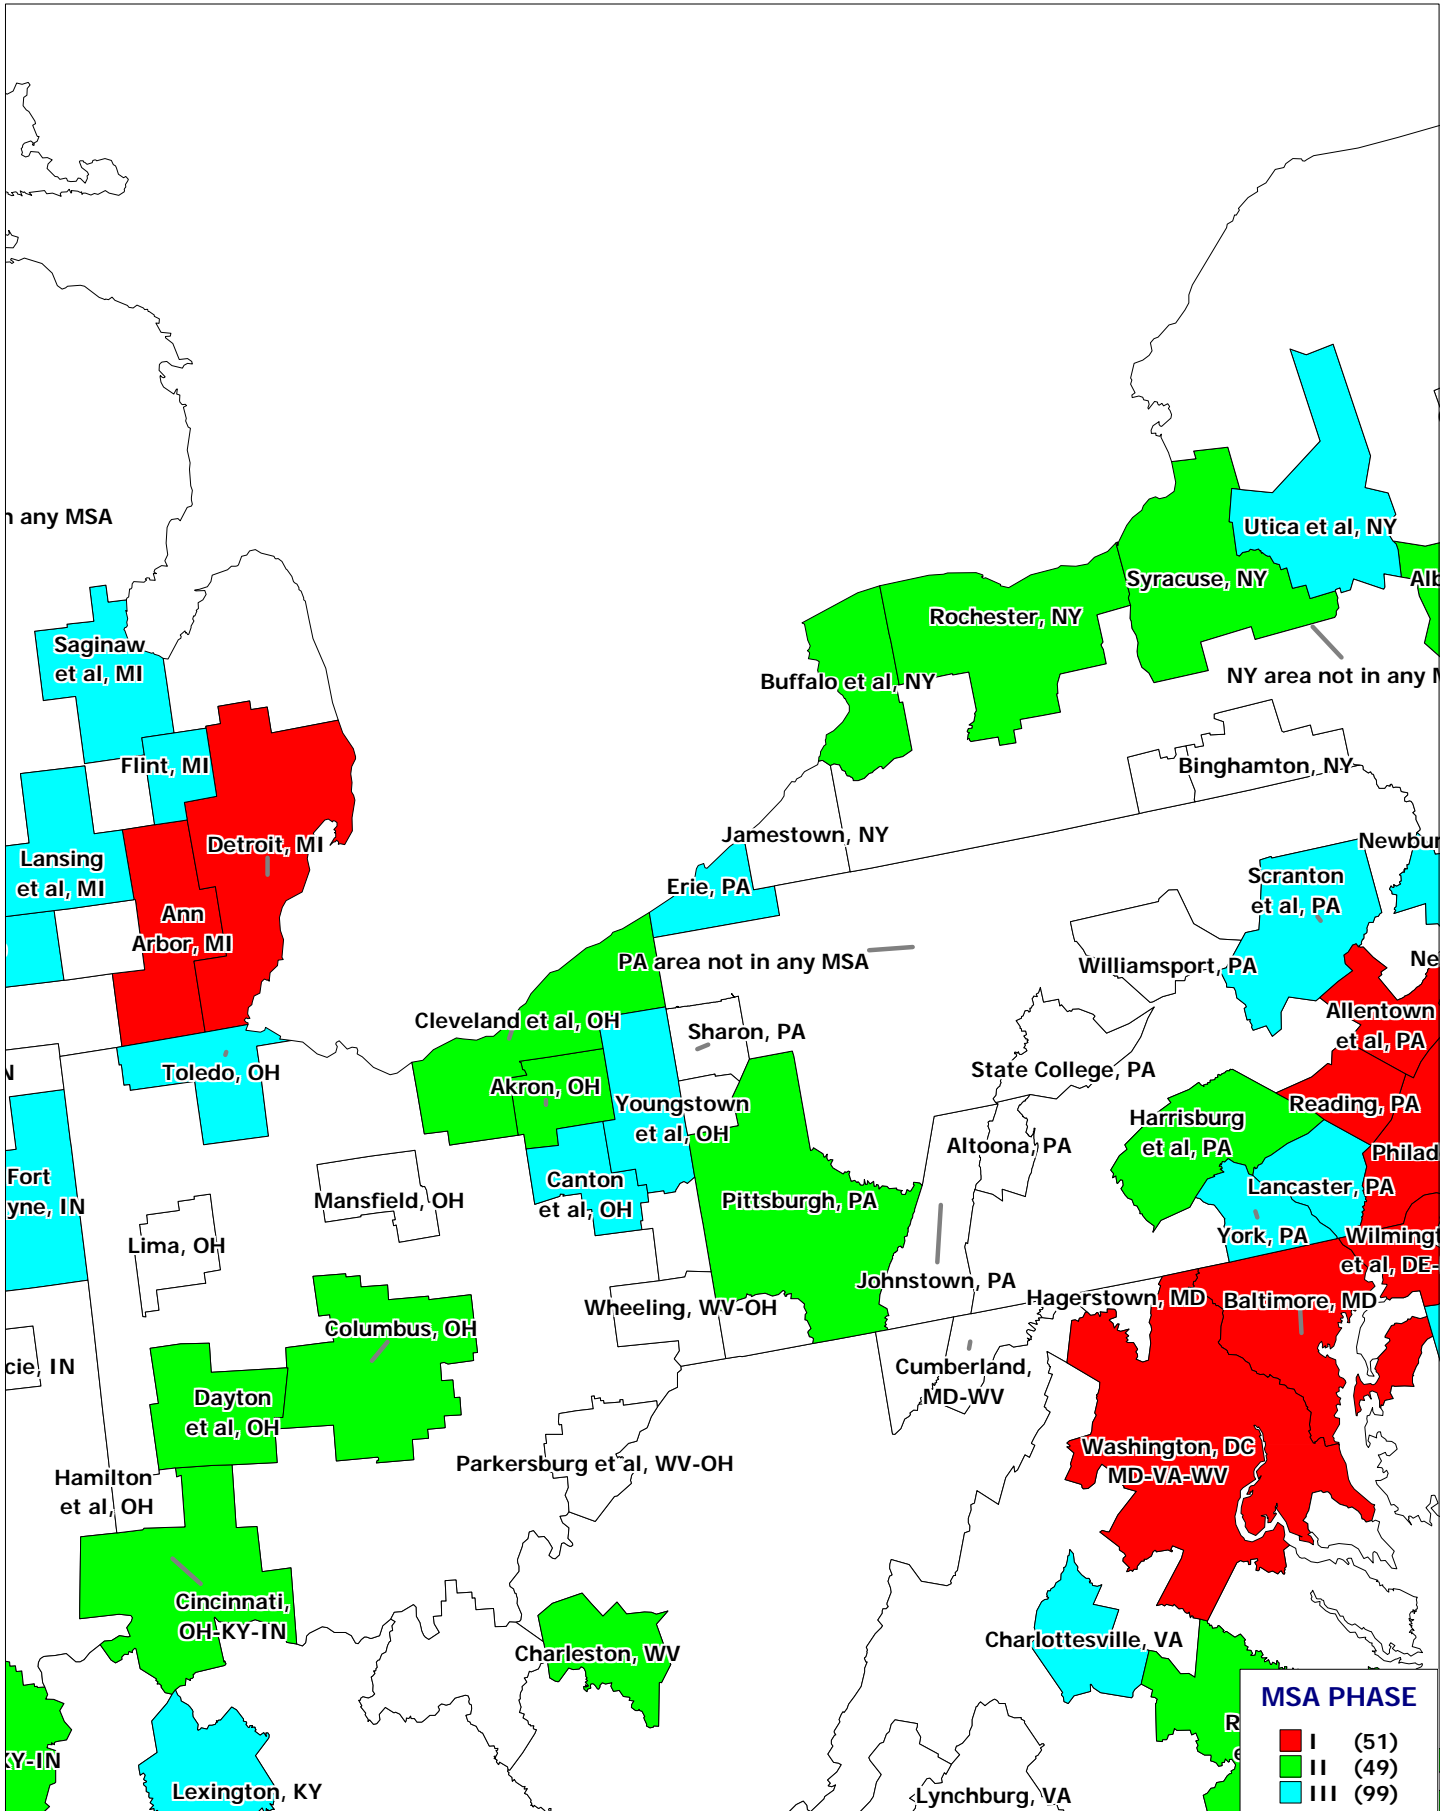 n any MSA
Utica et al, NY
Syracuse, NY
Alb
Rochester, NY
Saginaw
et al, MI
NY area not in any M
Buffalo et al, NY
Flint, MI
Binghamton, NY
Jamestown, NY
Newbur
Detroit, MI
Lansing
et al, MI
Erie, PA
Scranton
et al, PA
Ann
Arbor, MI
PA area not in any MSA
Williamsport, PA
Ne
Allentown
et al, PA
Cleveland et al, OH
Sharon, PA
N
Toledo, OH
State College, PA
Akron, OH
Youngstown
et al, OH
Reading, PA
Harrisburg
et al, PA
Altoona, PA
Philad
Fort
yne, IN
Canton
et al, OH
Mansfield, OH
Pittsburgh, PA
Lancaster, PA
Lima, OH
York, PA
Wilmingt
et al, DE-
Johnstown, PA
Wheeling, WV-OH
Hagerstown, MD
Baltimore, MD
Columbus, OH
cie, IN
Cumberland,
MD-WV
Dayton
et al, OH
Washington, DC
MD-VA-WV
Parkersburg et al, WV-OH
Hamilton
et al, OH
Cincinnati,
OH-KY-IN
Charleston, WV
Charlottesville, VA
MSA PHASE
R
e
I (51)
II (49)
III (99)
KY-IN
Lexington, KY
Lynchburg, VA